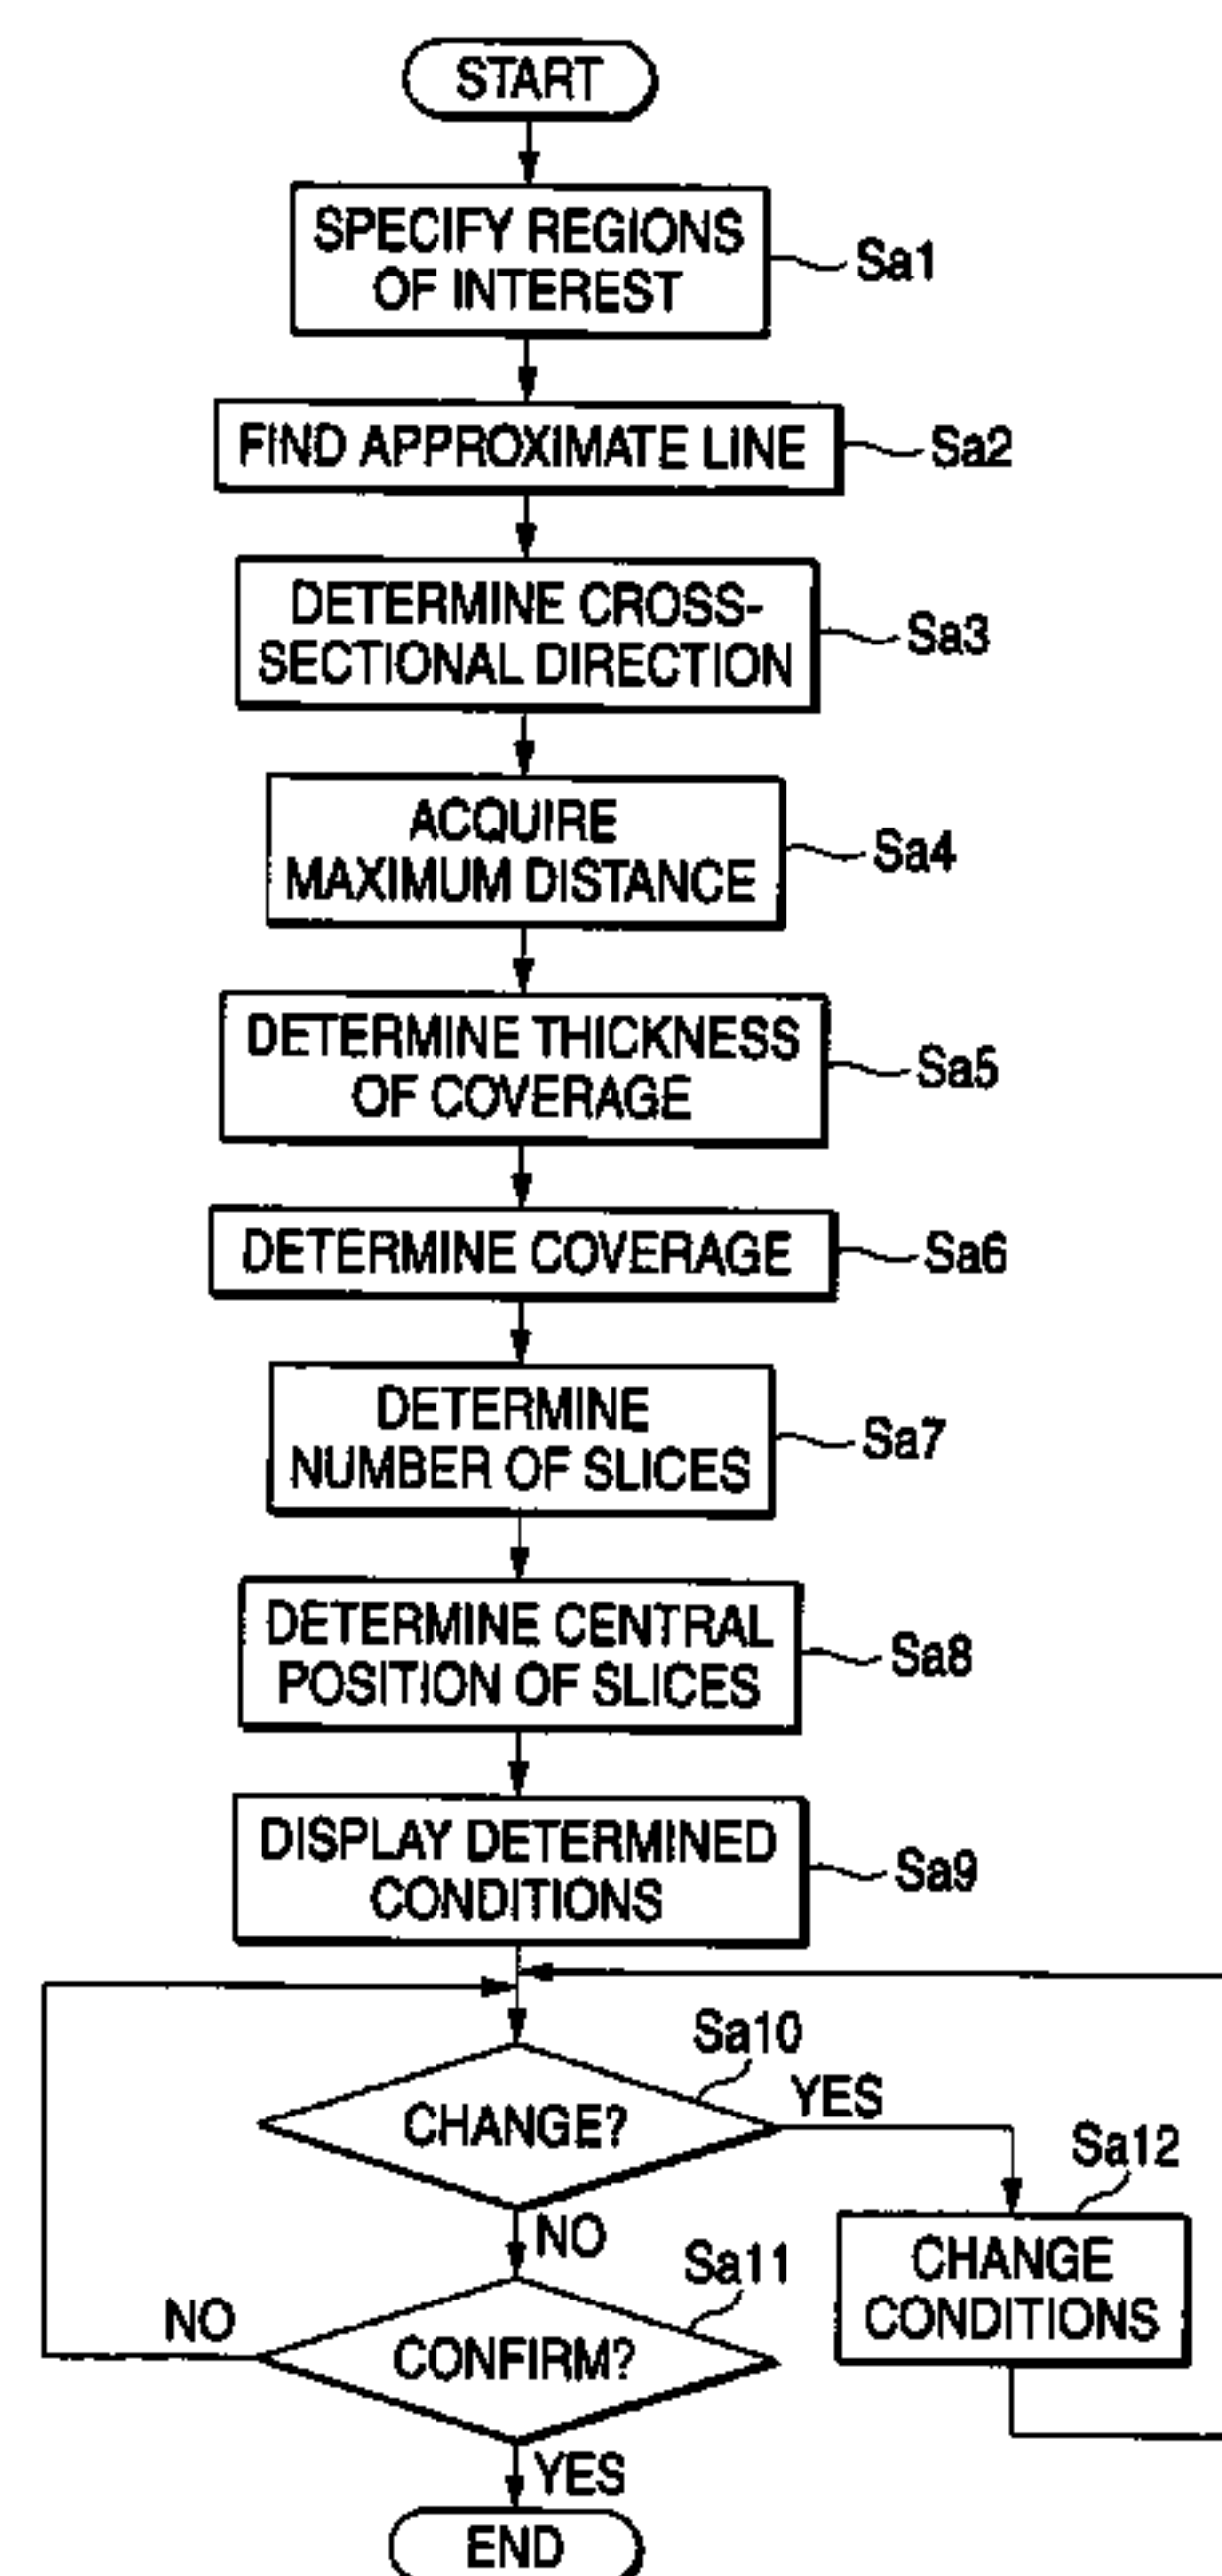 START
SPECIFY REGIONS
OF INTEREST
Sa1
FIND APPROXIMATE LINE
Sa2
DETERMINE CROSS-
SECTIONAL DIRECTION
Sa3
ACQUIRE
MAXIMUM DISTANCE
Sa4
DETERMINE THICKNESS
OF COVERAGE
Sa5
DETERMINE COVERAGE
Sa6
DETERMINE
NUMBER OF SLICES
Sa7
DETERMINE CENTRAL
POSITION OF SLICES
Sa8
DISPLAY DETERMINED
CONDITIONS
Sa9
Sa10
CHANGE?
YES
Sa12
CHANGE
CONDITIONS
NO
Sa11
NO
CONFIRM?
YES
END